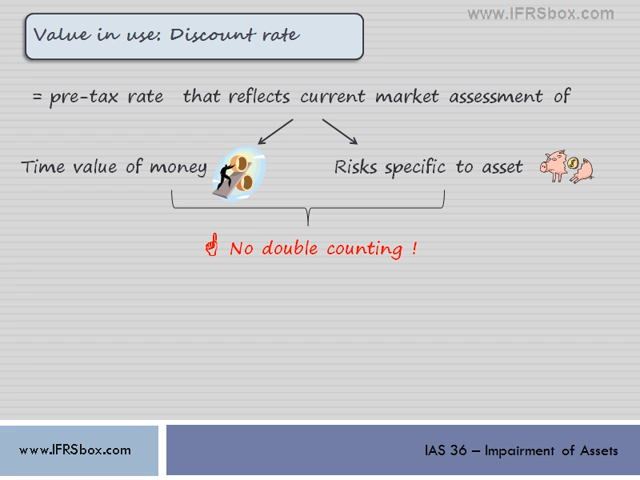 www.IFRSbox.com
Value in use: Discount rate
= pre-tax rate that reflects current market assessment of
Time value of money
Risks specific to asset
No double counting !
www.IFRSbox.com
IAS 36 – Impairment of Assets